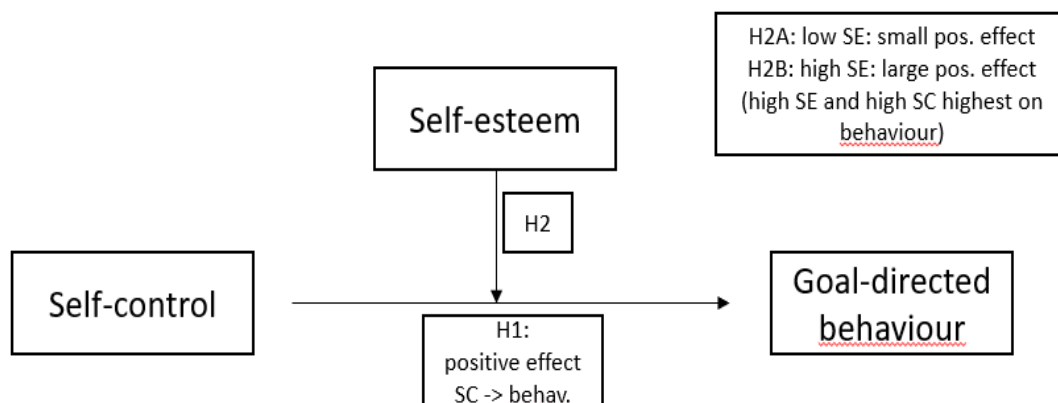 H2A: low SE: small pos. effect
H2B: high SE: large pos. effect
(high SE and high SC highest on
behaviour)
Self-esteem
H2
Self-control
Goal-directed
behaviour
H1:
positive effect
SC -> behav.